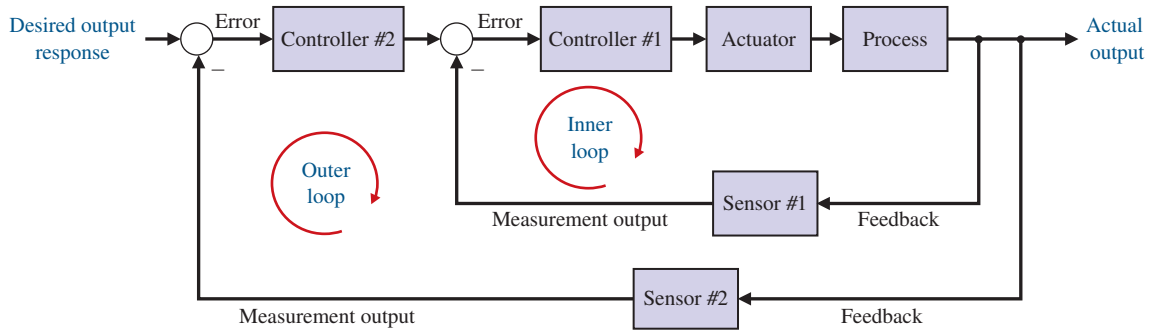 Desired output
response
Error
Controller #2
Error
Controller #1
Actuator
Process
Actual
output
–
–
Inner
loop
Outer
loop
Measurement output
Sensor #1
Feedback
Measurement output
Sensor #2
Feedback